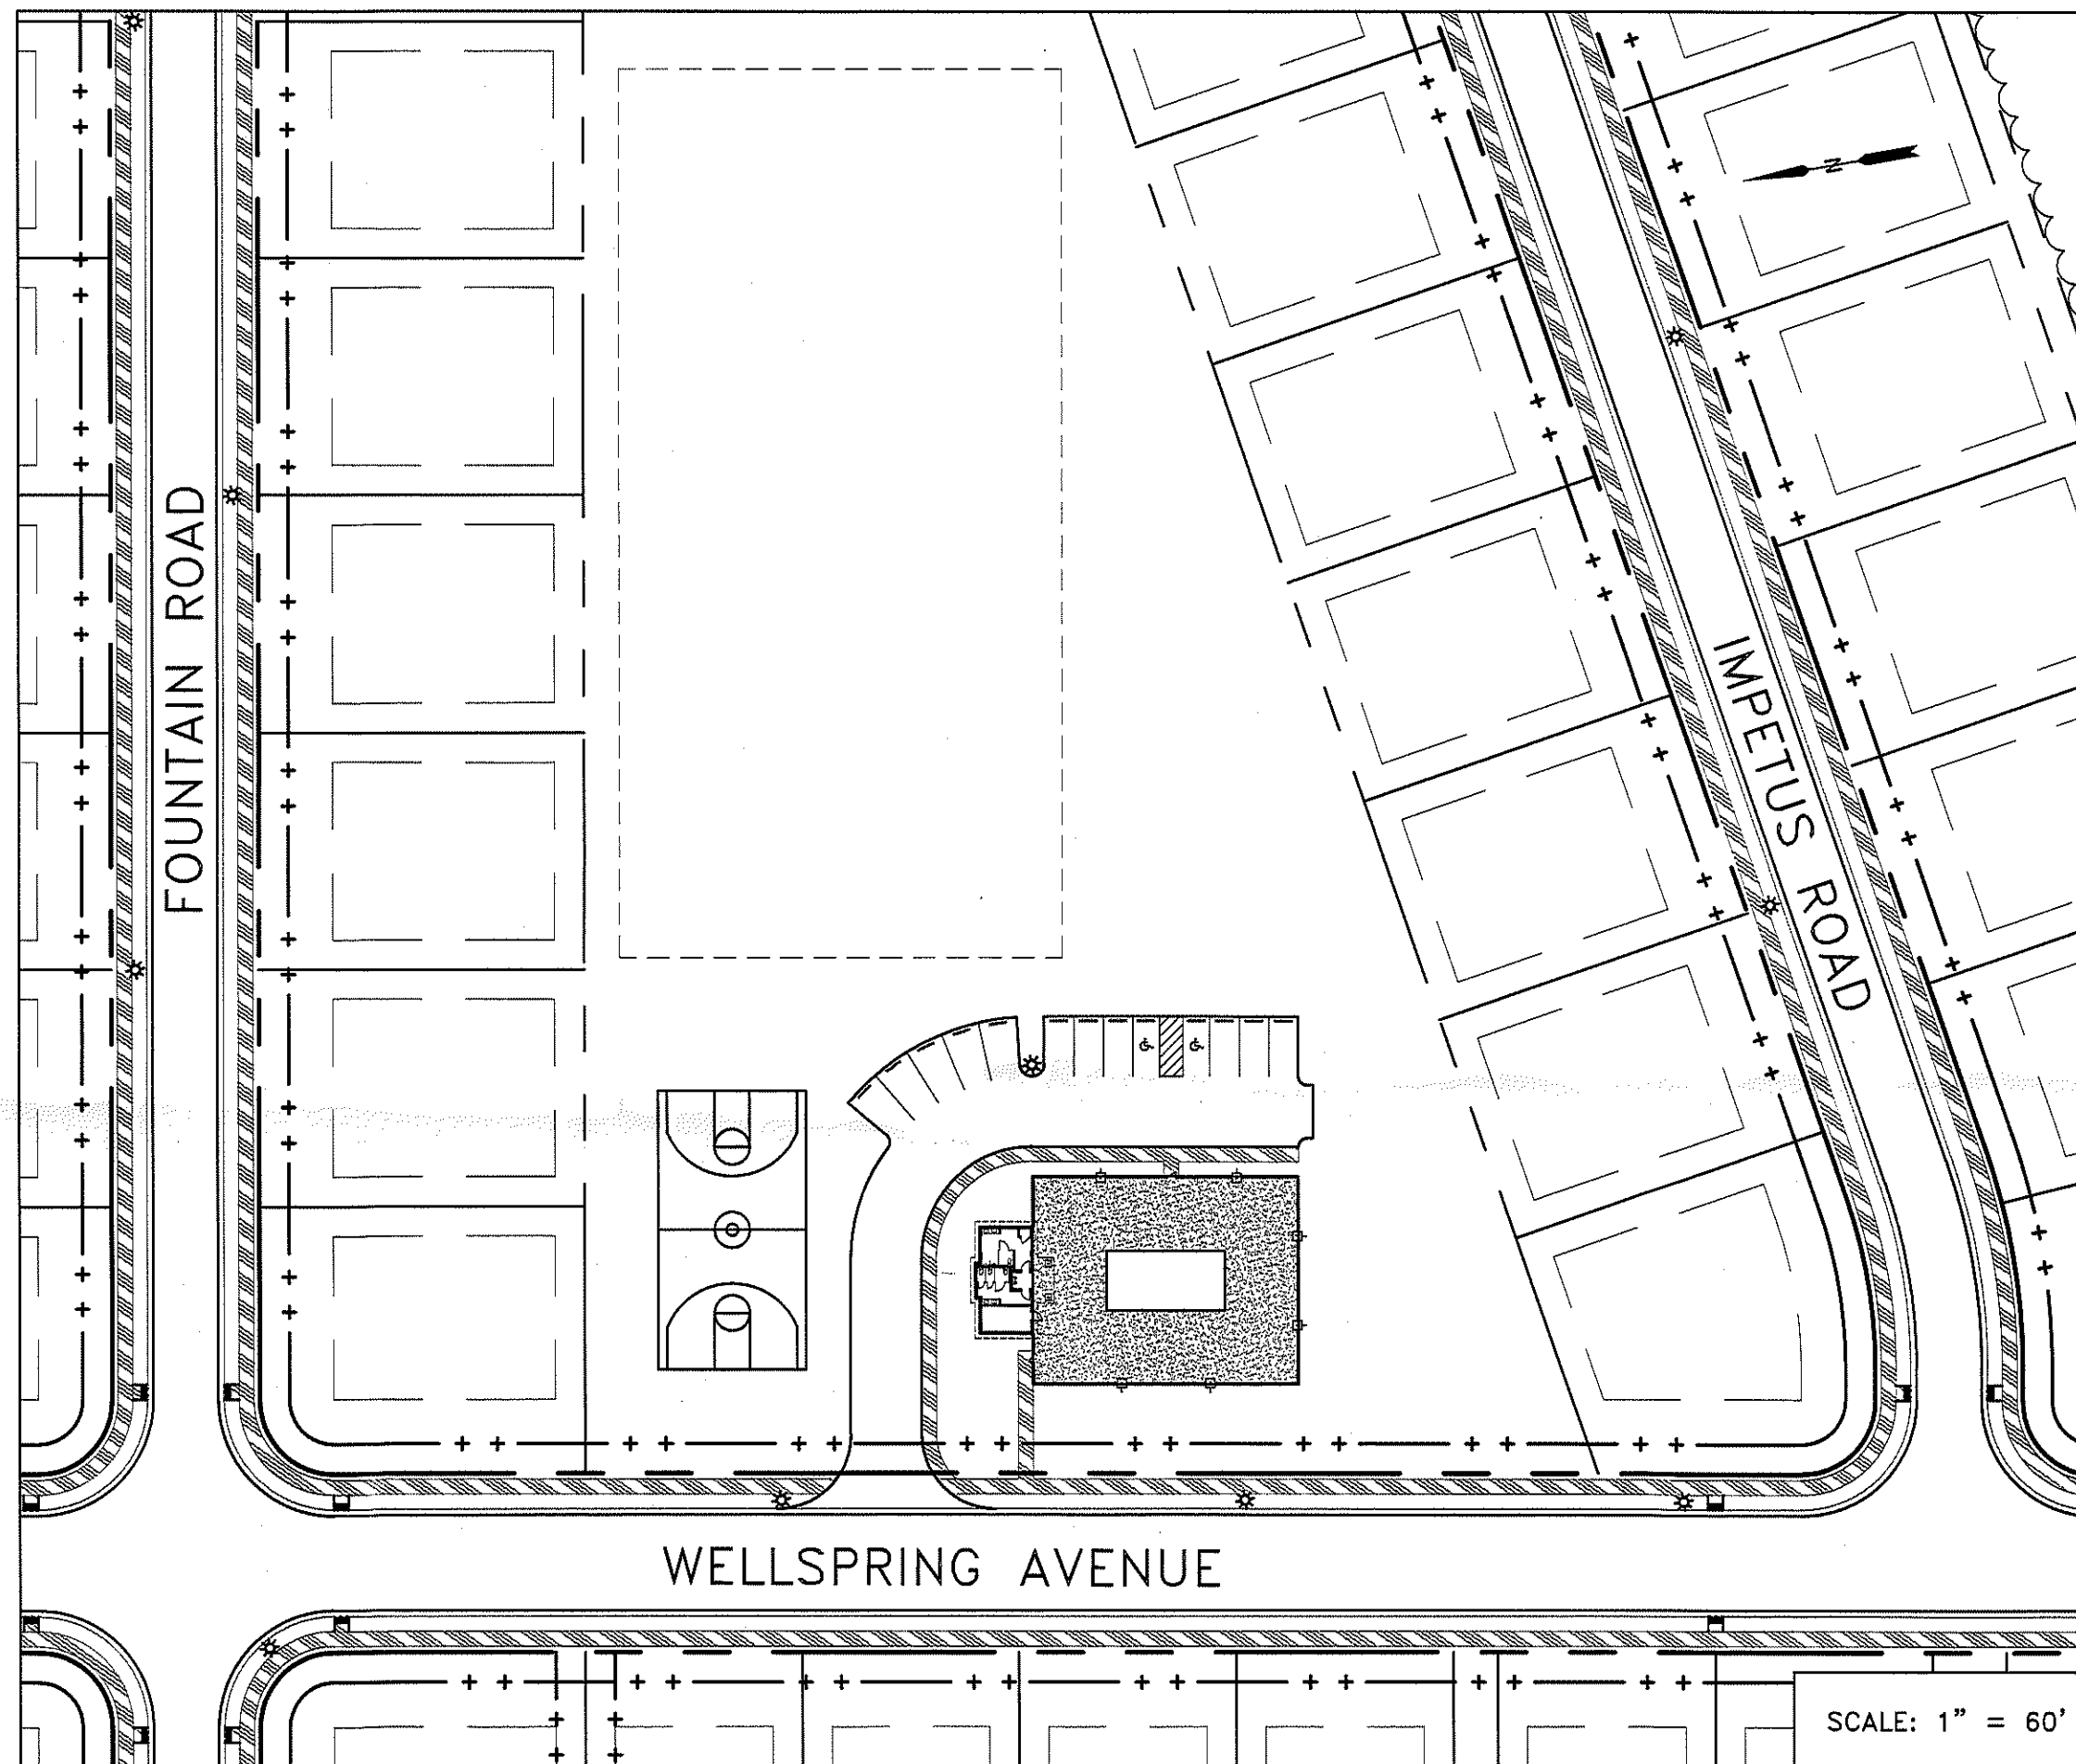 N
FOUNTAIN ROAD
IMPETUS ROAD
WELLSPRING AVENUE
SCALE: 1" = 60'